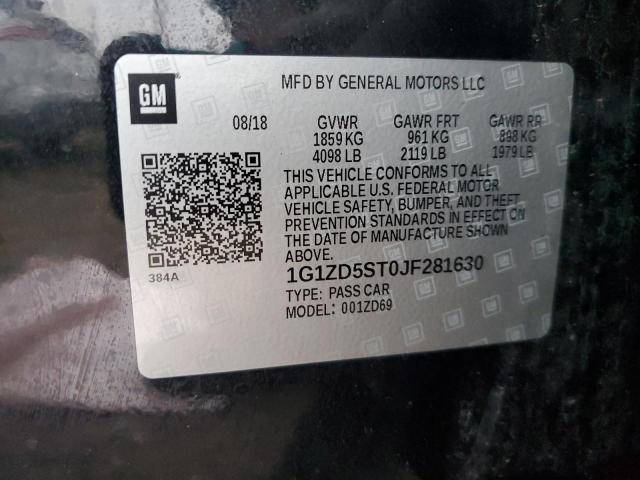 GM
MFD BY GENERAL MOTORS LLC
08/18 GVWR GAWR FRT GAWR RR
1859 KG 961 KG 898 KG
4098 LB 2119 LB 1979 LB
THIS VEHICLE CONFORMS TO ALL
APPLICABLE U.S. FEDERAL MOTOR
VEHICLE SAFETY, BUMPER, AND THEFT
PREVENTION STANDARDS IN EFFECT ON
THE DATE OF MANUFACTURE SHOWN
ABOVE.
384A
1G1ZD5ST0JF281630
TYPE: PASS CAR
MODEL: 001ZD69